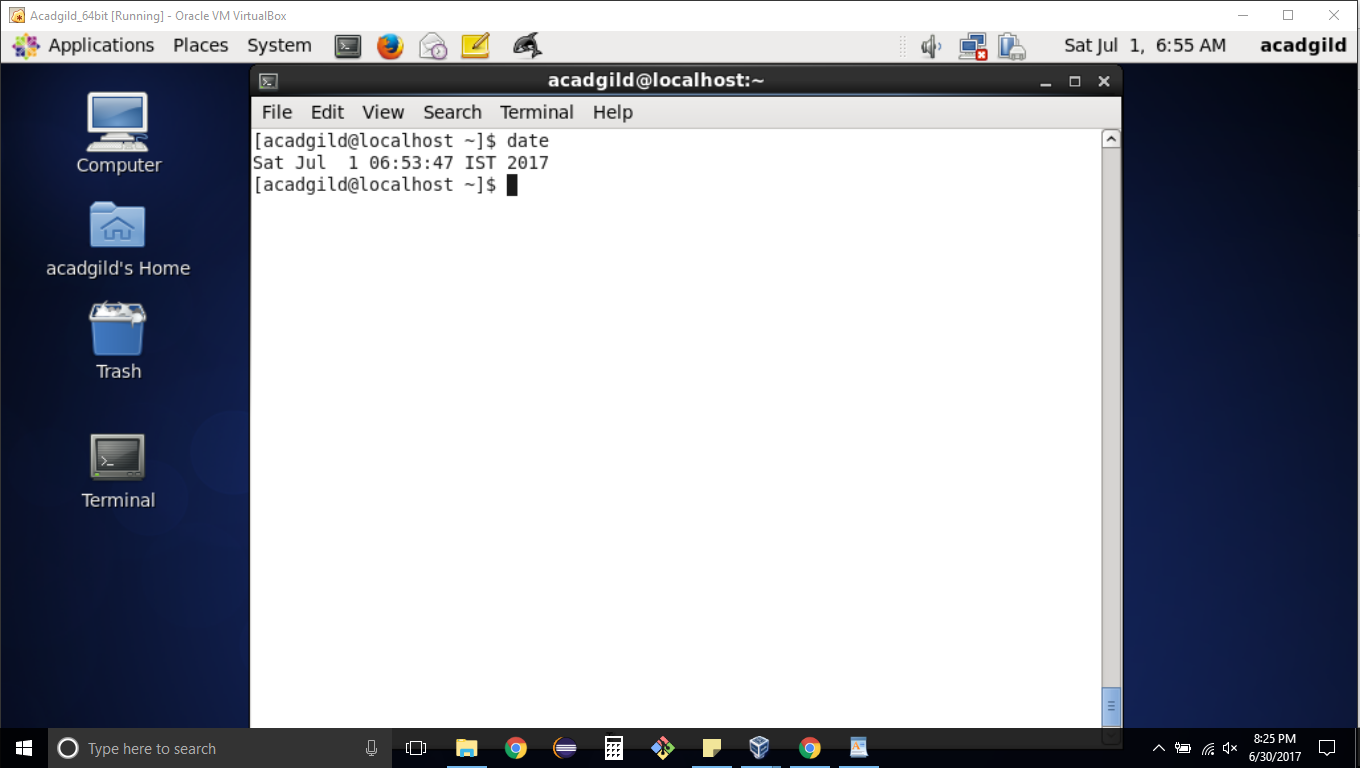 Acadgild_64bit [Running] - Oracle VM VirtualBox
Applications Places System Sat Jul 1, 6:55 AM acadgild
acadgild@localhost:~
File Edit View Search Terminal Help
[acadgild@localhost ~]$ date
Sat Jul  1 06:53:47 IST 2017
[acadgild@localhost ~]$
Computer
acadgild's Home
Trash
Terminal
Type here to search
8:25 PM
6/30/2017